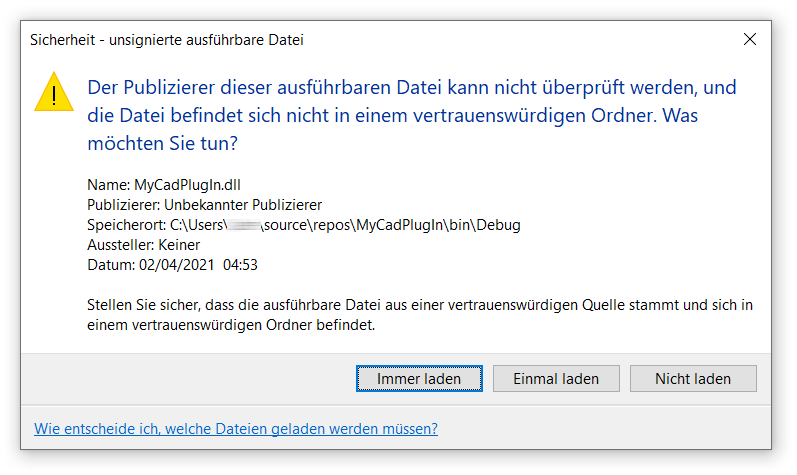 Sicherheit - unsignierte ausführbare Datei
Der Publizierer dieser ausführbaren Datei kann nicht überprüft werden, und
die Datei befindet sich nicht in einem vertrauenswürdigen Ordner. Was
möchten Sie tun?
Name: MyCadPlugIn.dll
Publizierer: Unbekannter Publizierer
Speicherort: C:\Users\ \source\repos\MyCadPlugIn\bin\Debug
Aussteller: Keiner
Datum: 02/04/2021  04:53
Stellen Sie sicher, dass die ausführbare Datei aus einer vertrauenswürdigen Quelle stammt und sich in
einem vertrauenswürdigen Ordner befindet.
Immer laden
Einmal laden
Nicht laden
Wie entscheide ich, welche Dateien geladen werden müssen?